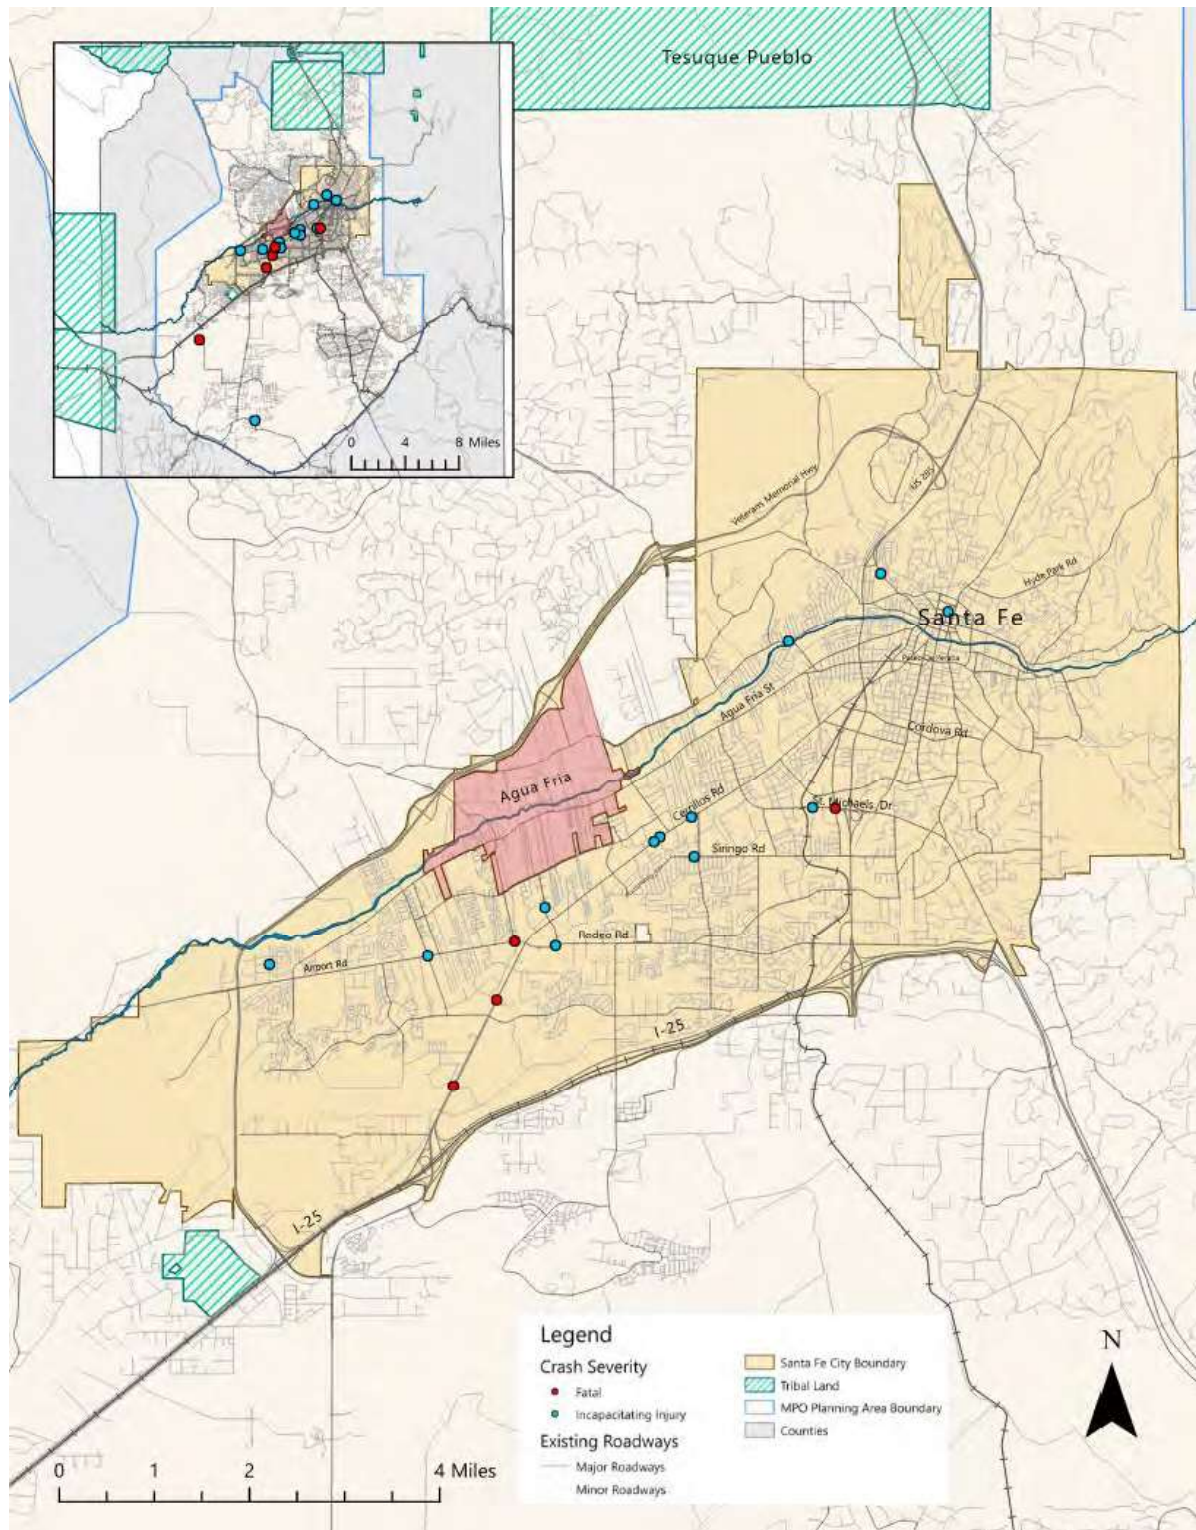 Tesuque Pueblo
0 4 8 Miles
Veterans Memorial Hwy
US 285
Hyde Park Rd
Santa Fe
Agua Fria St
Cordova Rd
Agua Fria
Cerrillos Rd
St. Michaels Dr
Siringo Rd
Rodeo Rd
Airport Rd
I-25
I-25
Legend
Crash Severity
Fatal
Incapacitating Injury
Existing Roadways
Major Roadways
Minor Roadways
Santa Fe City Boundary
Tribal Land
MPO Planning Area Boundary
Counties
N
0 1 2 4 Miles